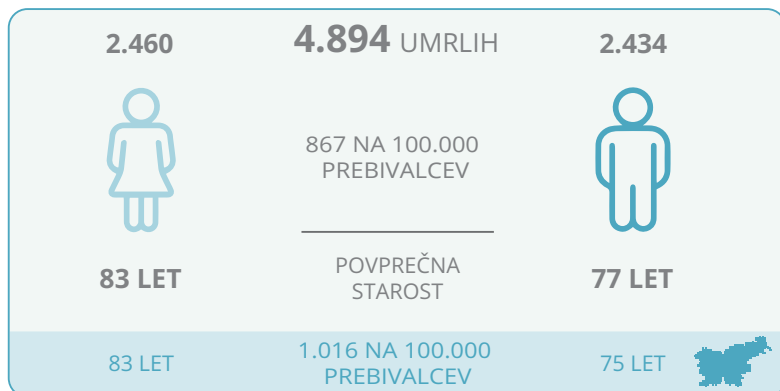 2.460 4.894 UMRLIH 2.434
867 NA 100.000
PREBIVALCEV
83 LET POVPREČNA
STAROST 77 LET
83 LET 1.016 NA 100.000
PREBIVALCEV 75 LET